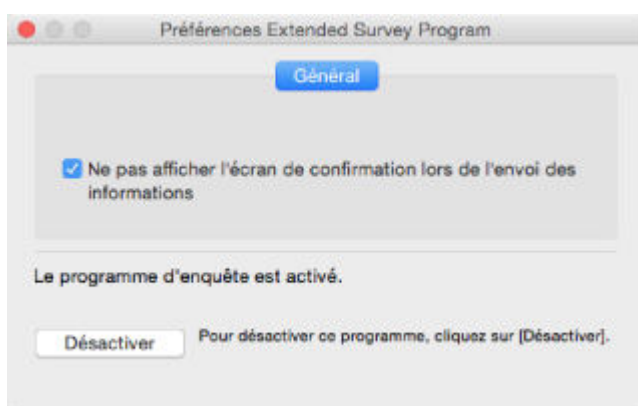 Préférences Extended Survey Program
Général
Ne pas afficher l'écran de confirmation lors de l'envoi des
informations
Le programme d'enquête est activé.
Désactiver
Pour désactiver ce programme, cliquez sur [Désactiver].